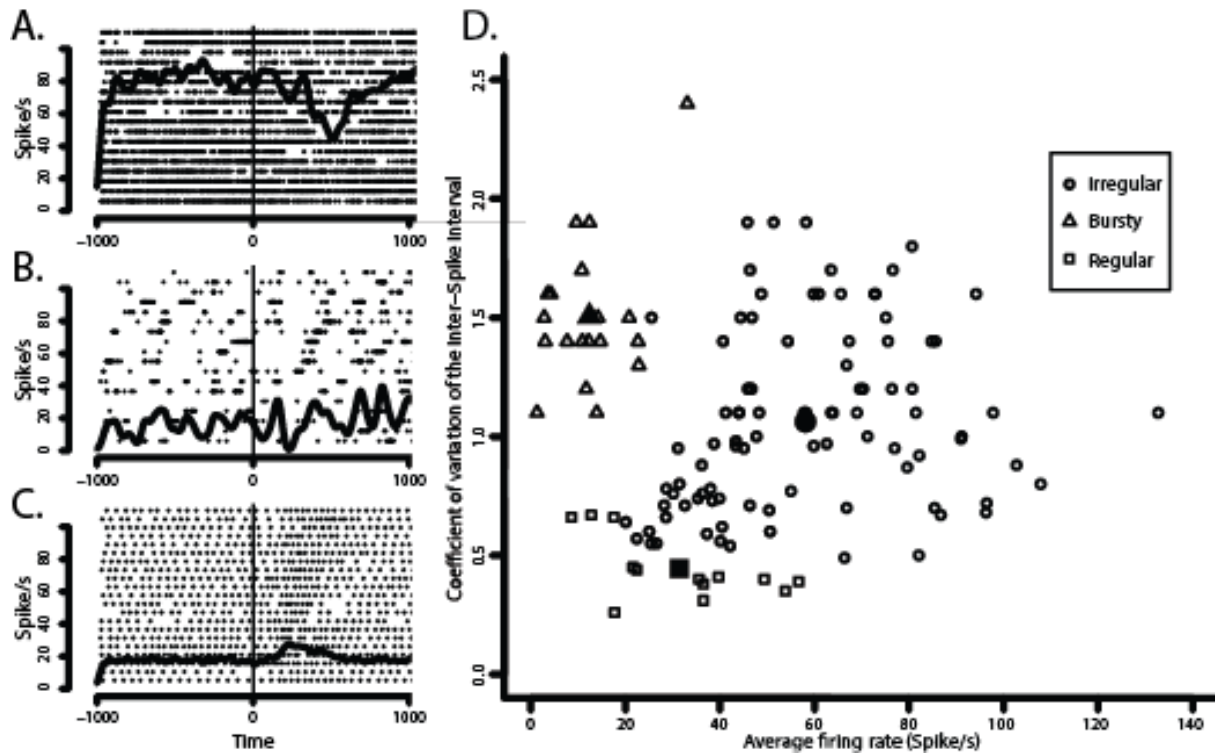 A.
Spike/s
0 20 40 60 80
-1000 0 1000
B.
Spike/s
0 20 40 60 80
-1000 0 1000
C.
Spike/s
0 20 40 60 80
-1000 0 1000
Time
D.
Coefficient of variation of the Inter-Spike Interval
0.0 0.5 1.0 1.5 2.0 2.5
Irregular
Bursty
Regular
0 20 40 60 80 100 120 140
Average firing rate (Spike/s)